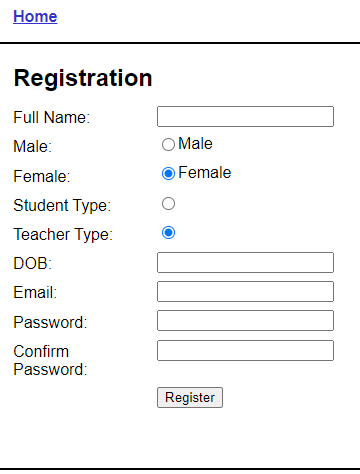 Home
Registration
Full Name:
Male: Male
Female: Female
Student Type:
Teacher Type:
DOB:
Email:
Password:
Confirm
Password:
Register